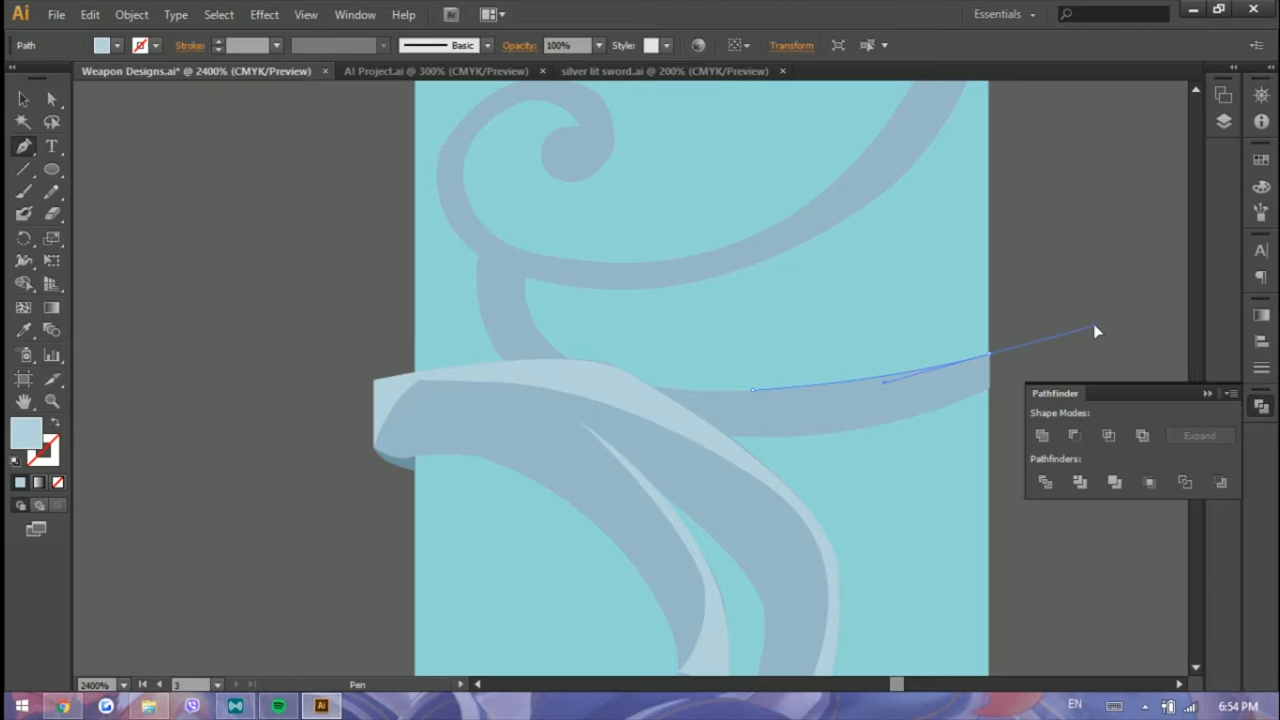 Ai File Edit Object Type Select Effect View Window Help Br Essentials
Path Stroke: Basic Opacity: 100% Style: Transform
Weapon Designs.ai* @ 2400% (CMYK/Preview) × AI Project.ai @ 300% (CMYK/Preview) × silver lit sword.ai @ 200% (CMYK/Preview) ×
Pathfinder
Shape Modes:
Expand
Pathfinders:
2400% 3 Pen
Ai EN 6:54 PM